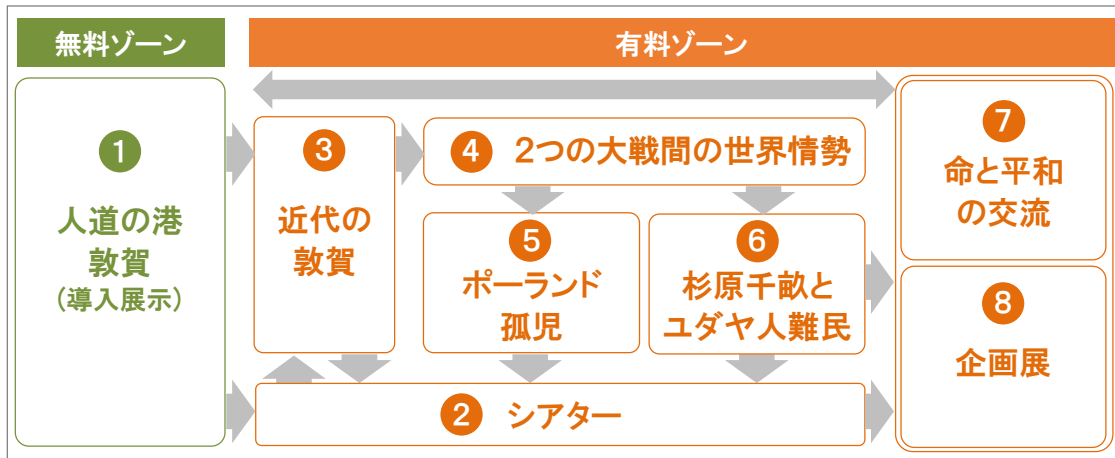 無料ゾーン
有料ゾーン
1
人道の港
敦賀
(導入展示)
3
近代の
敦賀
4 2つの大戦間の世界情勢
5
ポーランド
孤児
6
杉原千畝と
ユダヤ人難民
2 シアター
7
命と平和
の交流
8
企画展